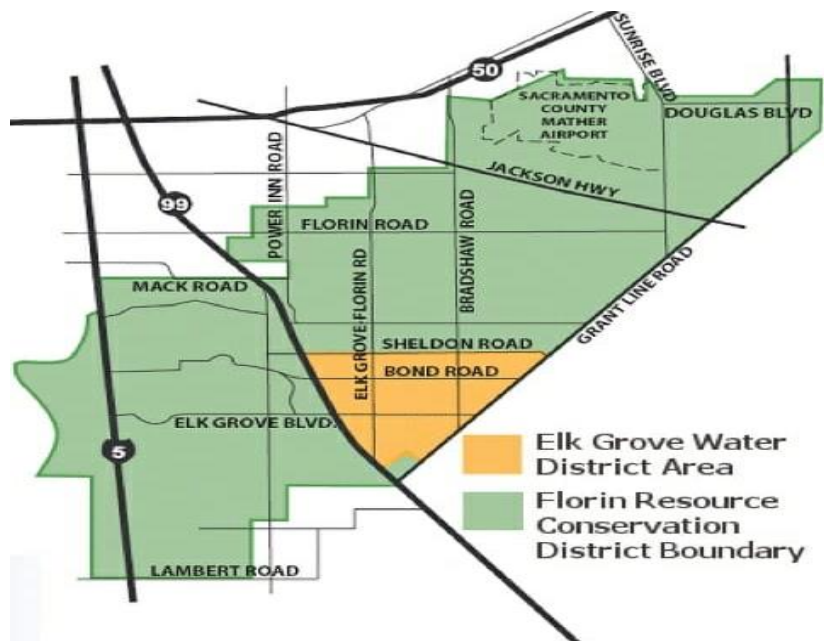 SUNRISE BLVD
50
SACRAMENTO
COUNTY
MATHER
AIRPORT
DOUGLAS BLVD
JACKSON HWY
99
POWER INN ROAD
FLORIN ROAD
BRADSHAW ROAD
ELK GROVE-FLORIN RD
GRANT LINE ROAD
MACK ROAD
SHELDON ROAD
BOND ROAD
ELK GROVE BLVD.
5
Elk Grove Water
District Area
Florin Resource
Conservation
District Boundary
LAMBERT ROAD